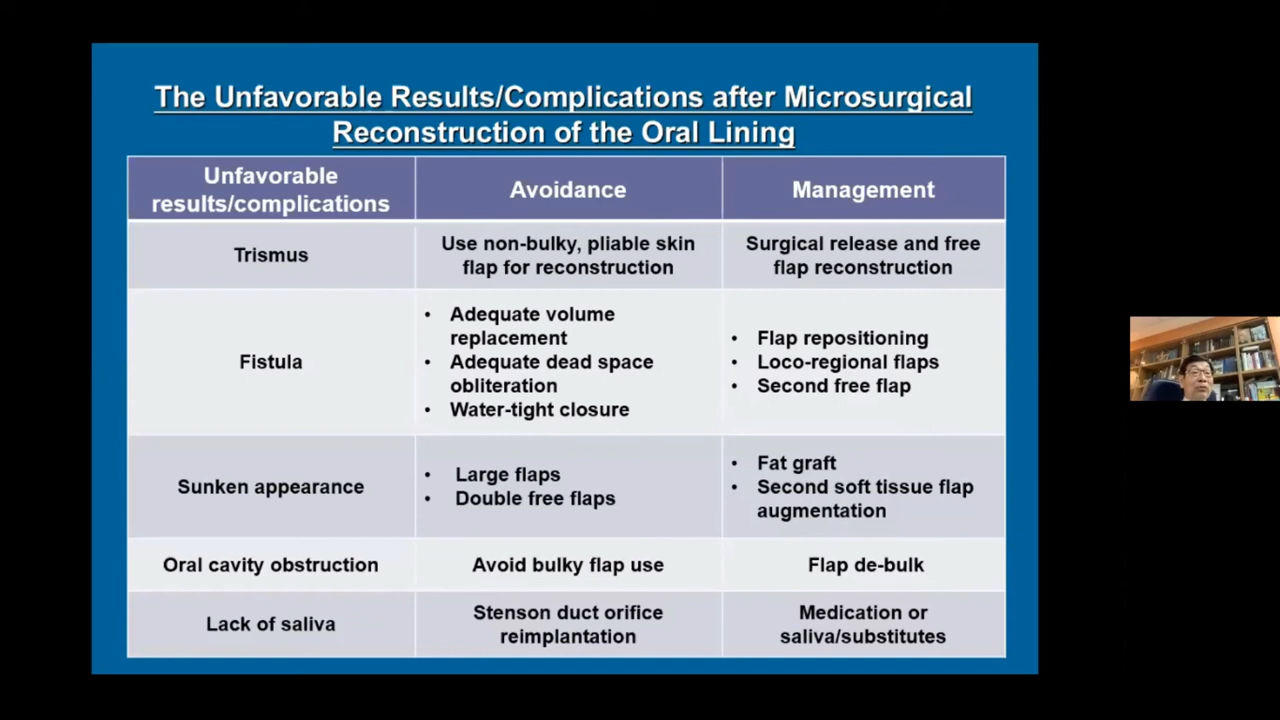 The Unfavorable Results/Complications after Microsurgical
Reconstruction of the Oral Lining
Unfavorable
results/complications
Avoidance
Management
Trismus
Use non-bulky, pliable skin
flap for reconstruction
Surgical release and free
flap reconstruction
Fistula
• Adequate volume
replacement
• Adequate dead space
obliteration
• Water-tight closure
• Flap repositioning
• Loco-regional flaps
• Second free flap
Sunken appearance
• Large flaps
• Double free flaps
• Fat graft
• Second soft tissue flap
augmentation
Oral cavity obstruction
Avoid bulky flap use
Flap de-bulk
Lack of saliva
Stenson duct orifice
reimplantation
Medication or
saliva/substitutes